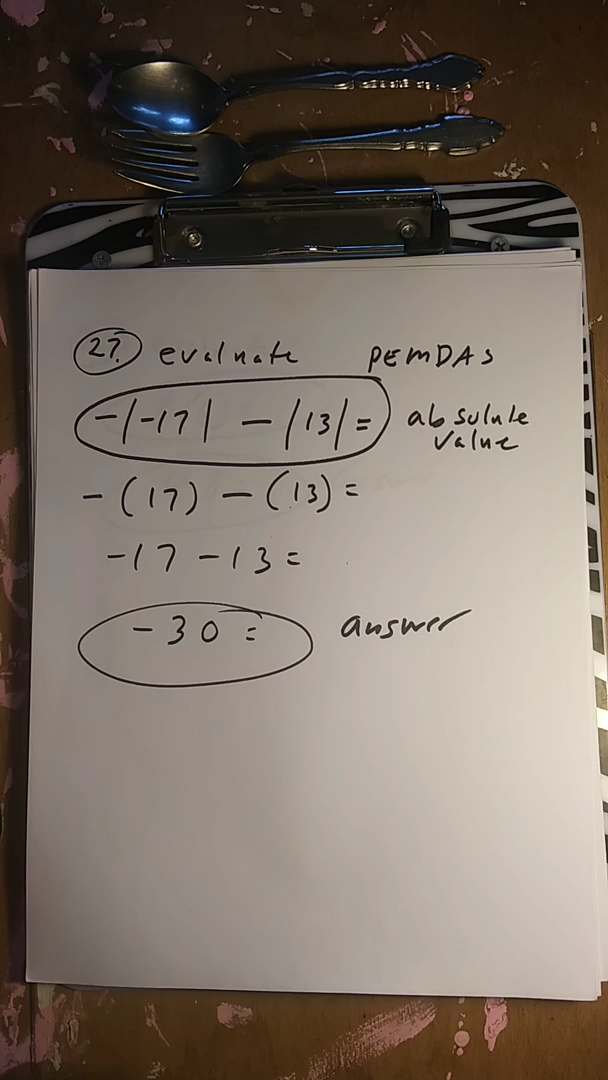 27. evaluate PEMDAS
-|-17| - |13| = absolute
value
-(17) - (13) =
-17 - 13 =
-30 = answer